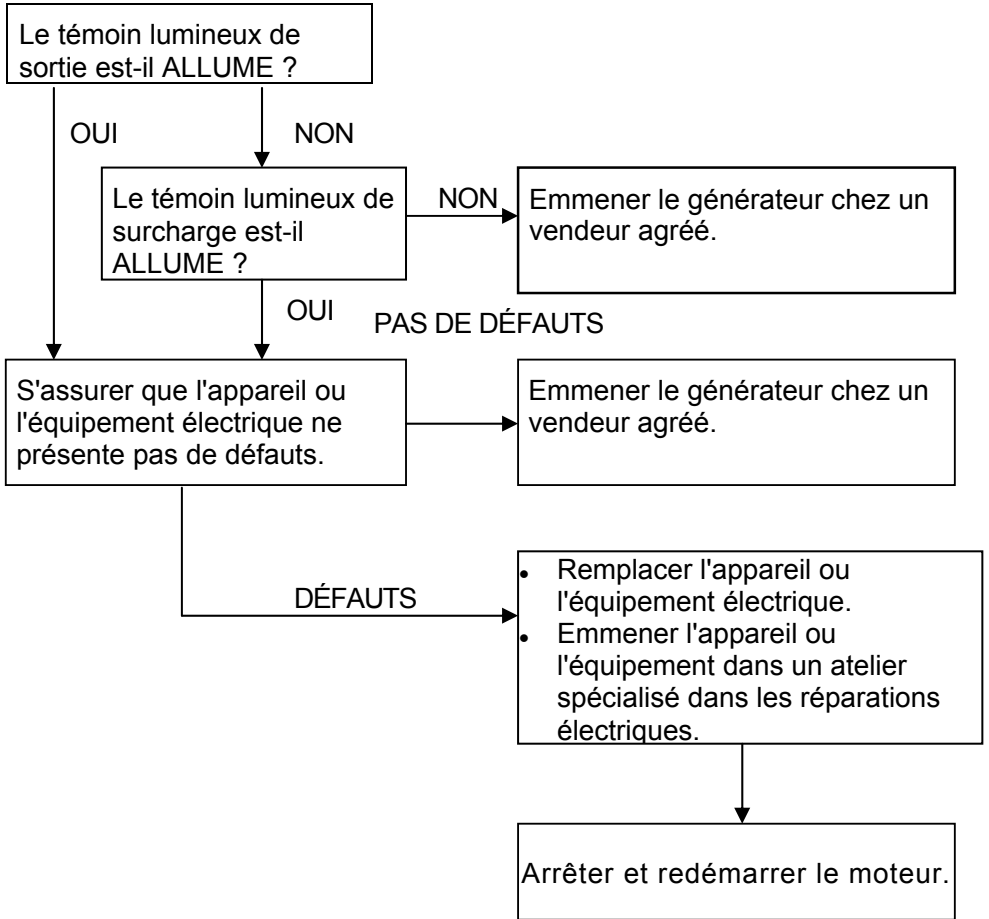 Le témoin lumineux de
sortie est-il ALLUME ?
OUI
NON
Le témoin lumineux de
surcharge est-il
ALLUME ?
NON
Emmener le générateur chez un
vendeur agréé.
OUI
PAS DE DÉFAUTS
S'assurer que l'appareil ou
l'équipement électrique ne
présente pas de défauts.
Emmener le générateur chez un
vendeur agréé.
DÉFAUTS
• Remplacer l'appareil ou
l'équipement électrique.
• Emmener l'appareil ou
l'équipement dans un atelier
spécialisé dans les réparations
électriques.
Arrêter et redémarrer le moteur.